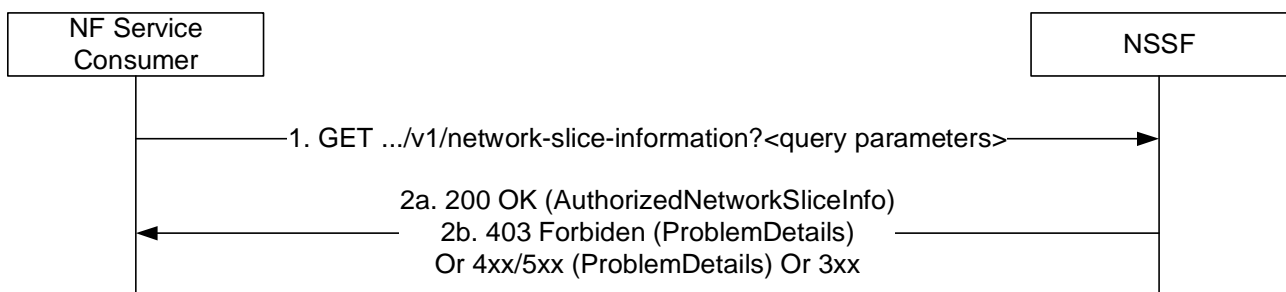 NF Service
Consumer
NSSF
1. GET .../v1/network-slice-information?<query parameters>
2a. 200 OK (AuthorizedNetworkSliceInfo)
2b. 403 Forbiden (ProblemDetails)
Or 4xx/5xx (ProblemDetails) Or 3xx